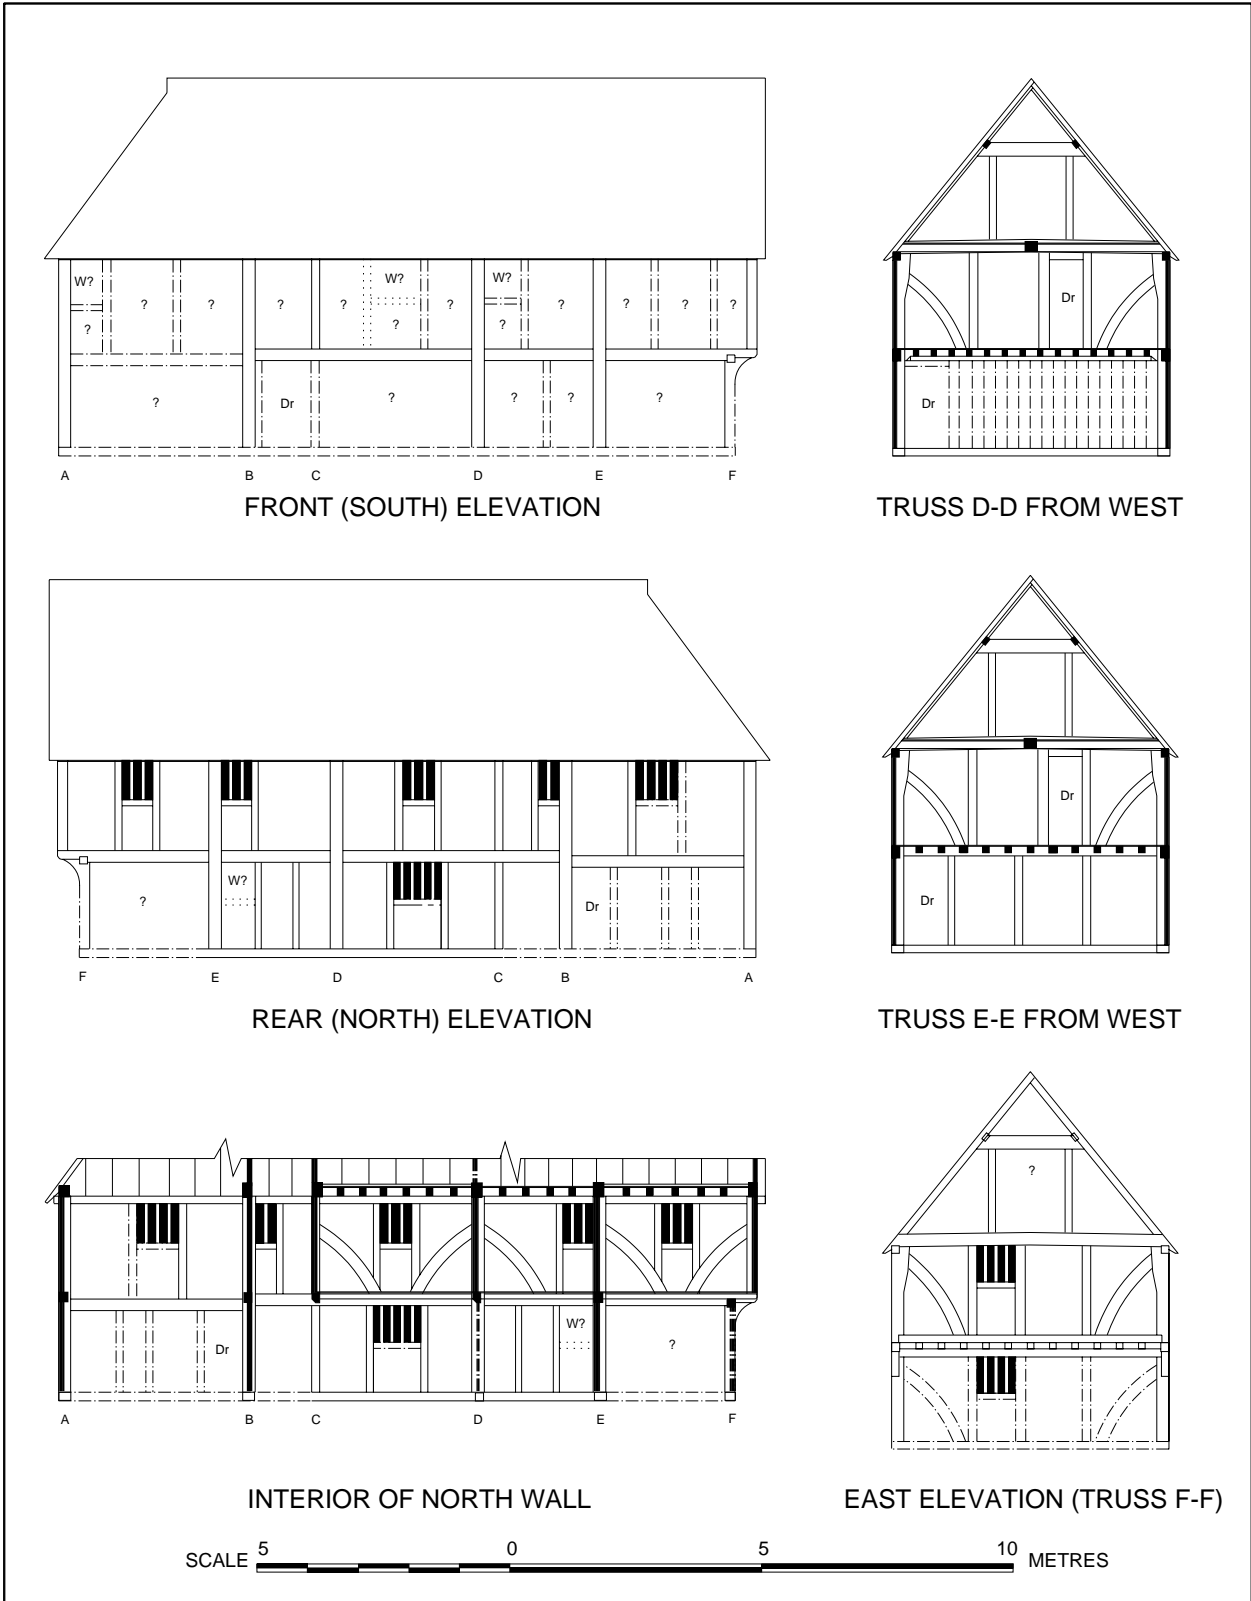 W? W? W?
? ? ? ? ? ? ? ? ? ?
? ?
Dr
? Dr ? ? ? ?
A B C D E F
FRONT (SOUTH) ELEVATION
Dr
Dr
TRUSS D-D FROM WEST
W?
?
Dr
F E D C B A
REAR (NORTH) ELEVATION
Dr
Dr
TRUSS E-E FROM WEST
W?
Dr ?
A B C D E F
INTERIOR OF NORTH WALL
?
EAST ELEVATION (TRUSS F-F)
SCALE 5 0 5 10 METRES